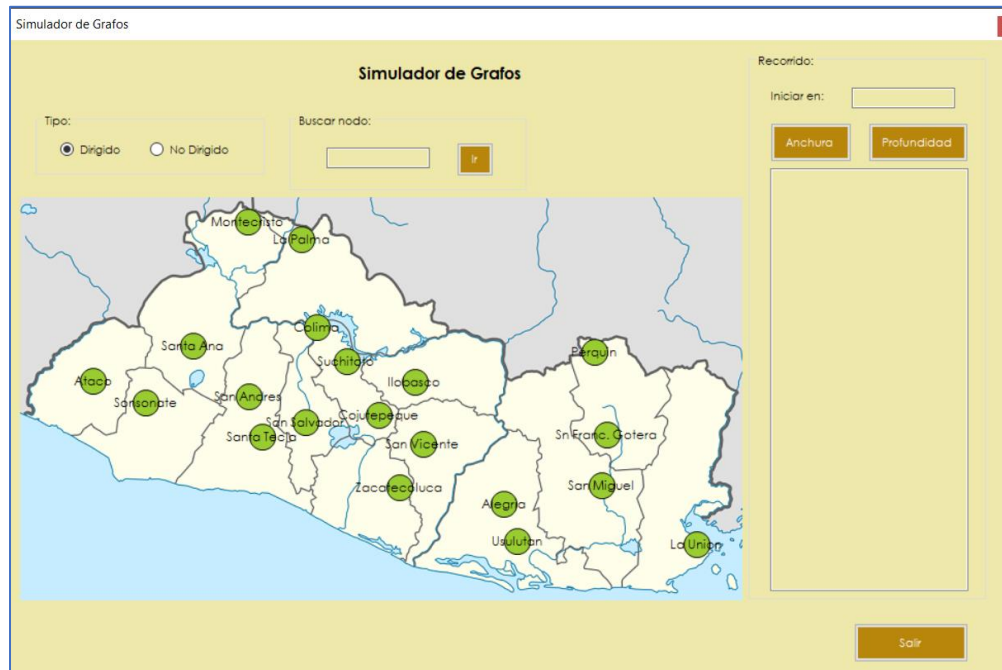 Simulador de Grafos
Simulador de Grafos
Tipo:
Dirigido
No Dirigido
Buscar nodo:
Ir
Recorrido:
Iniciar en:
Anchura
Profundidad
Montecristo
La Palma
Colima
Santa Ana
Suchitoto
Perquin
Ataco
Ilobasco
Sonsonate
San Andres
San Salvador
Cojutepeque
Santa Tecla
San Vicente
Sn Franc. Gotera
Zacatecoluca
San Miguel
Alegria
Usulutan
La Union
Salir